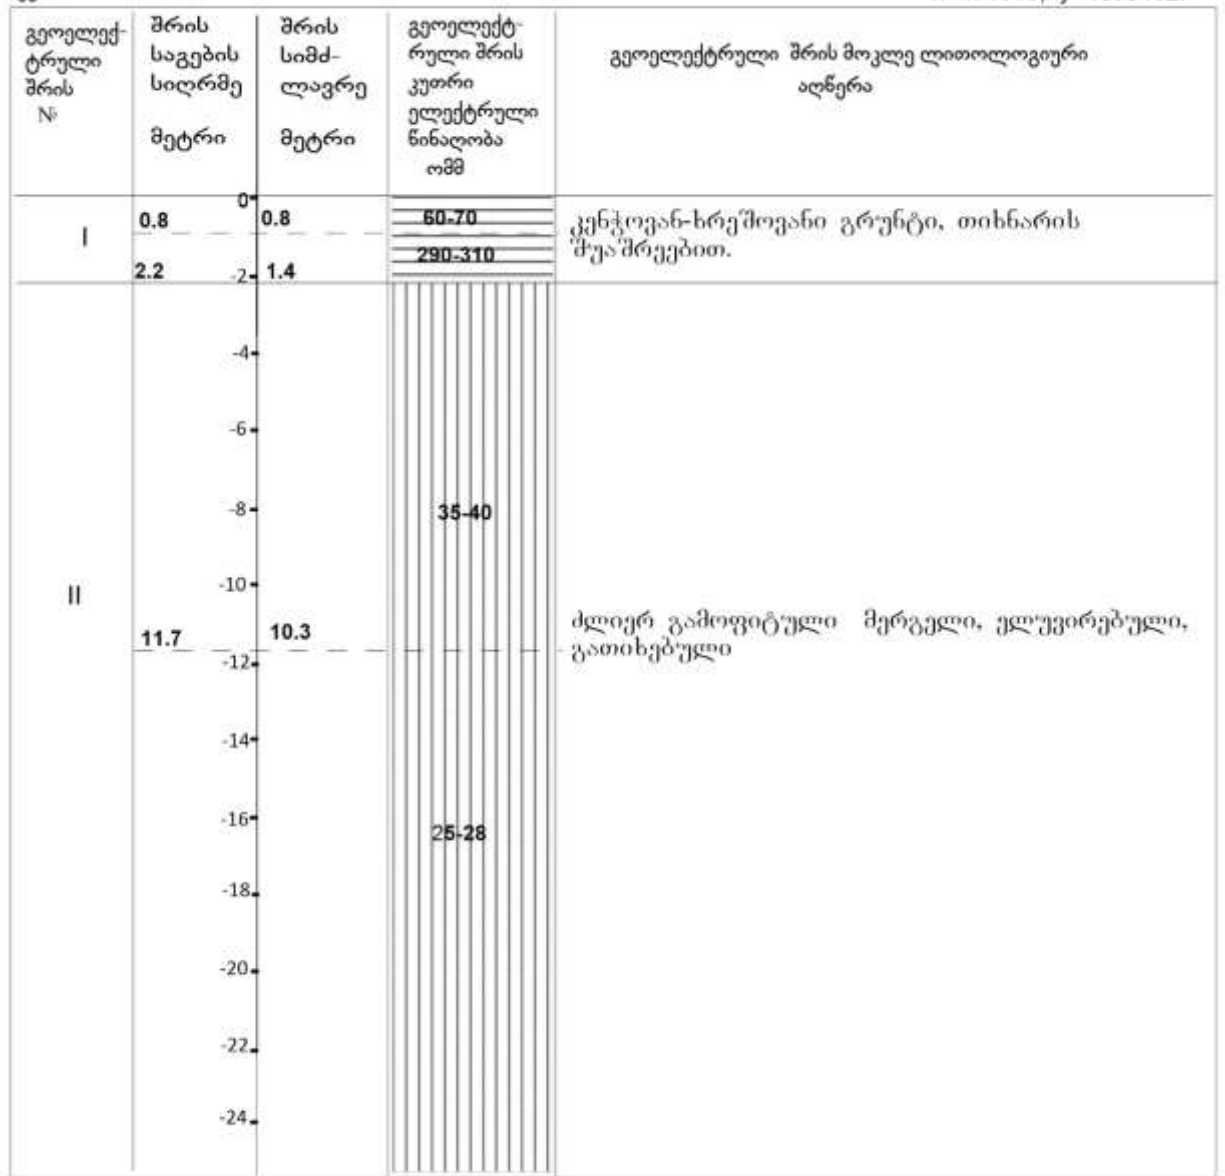 გეოელექ-
ტრული
შრის
№
შრის
საგების
სიღრმე
მეტრი
შრის
სიმძ-
ლავრე
მეტრი
გეოელექტ-
რული შრის
კუთრი
ელექტრული
წინაღობა
ომმ
გეოელექტრული შრის მოკლე ლითოლოგიური
აღწერა
0
I
0.8
0.8
60-70
კენჭოვან-ხრეშოვანი გრუნტი, თიხნარის
შუაშრეებით.
290-310
2.2
-2
1.4
-4
-6
-8
35-40
-10
II
11.7
10.3
ძლიერ გამოფიტული მერგელი, ელუვირებული,
გათიხებული
-12
-14
-16
25-28
-18
-20
-22
-24